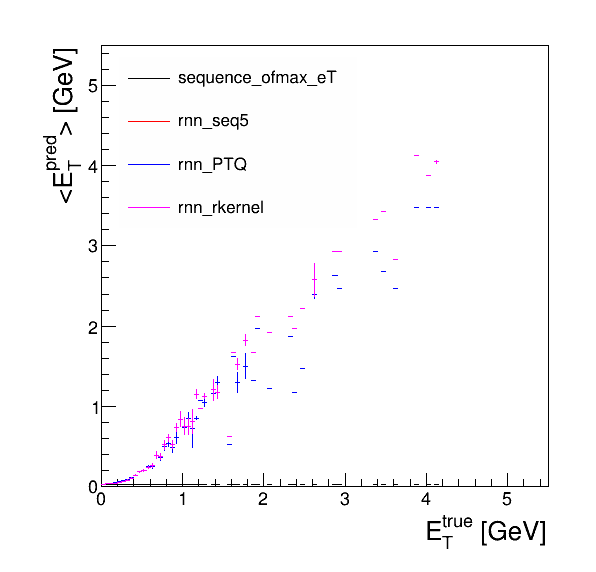 <E_T^pred> [GeV]
5
4
3
2
1
0
sequence_ofmax_eT
rnn_seq5
rnn_PTQ
rnn_rkernel
0 1 2 3 4 5
E_T^true [GeV]